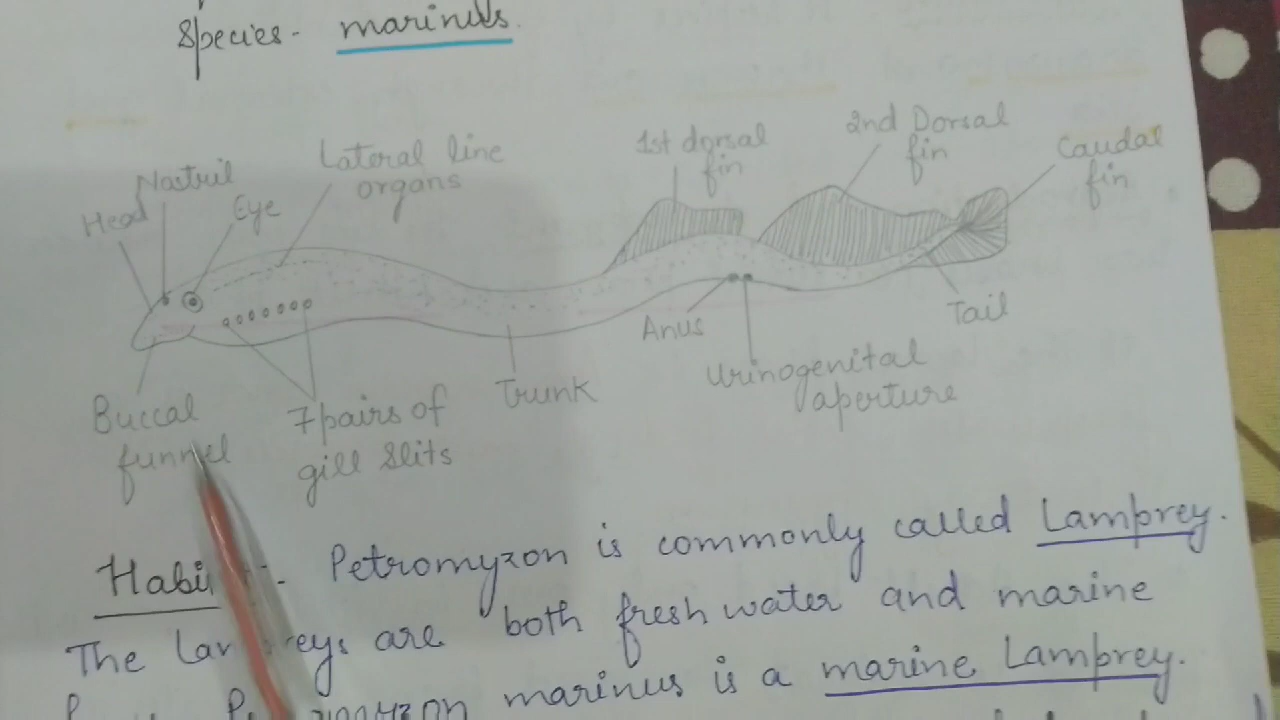 Species - marinus.
Nostril
Head
Eye
Lateral line
organs
1st dorsal
fin
2nd Dorsal
fin
Caudal
fin
Buccal
funnel
7 pairs of
gill slits
Trunk
Anus
Urinogenital
aperture
Tail
Petromyzon is commonly called Lamprey.
The are both fresh water and marine
marinus is a marine Lamprey.